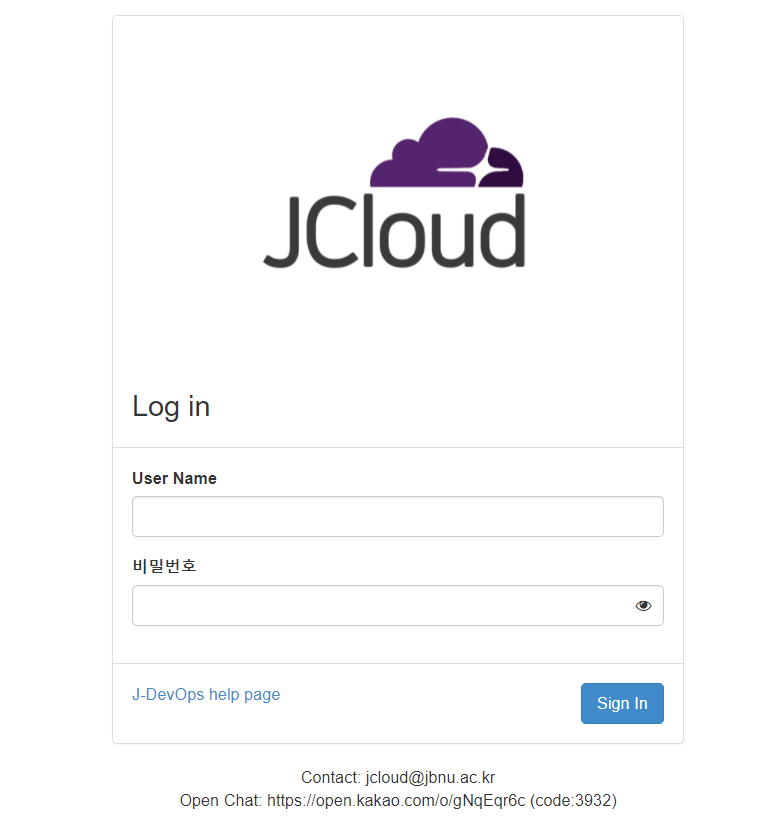 JCloud
Log in
User Name
비밀번호
J-DevOps help page
Sign In
Contact: jcloud@jbnu.ac.kr
Open Chat: https://open.kakao.com/o/gNqEqr6c (code:3932)